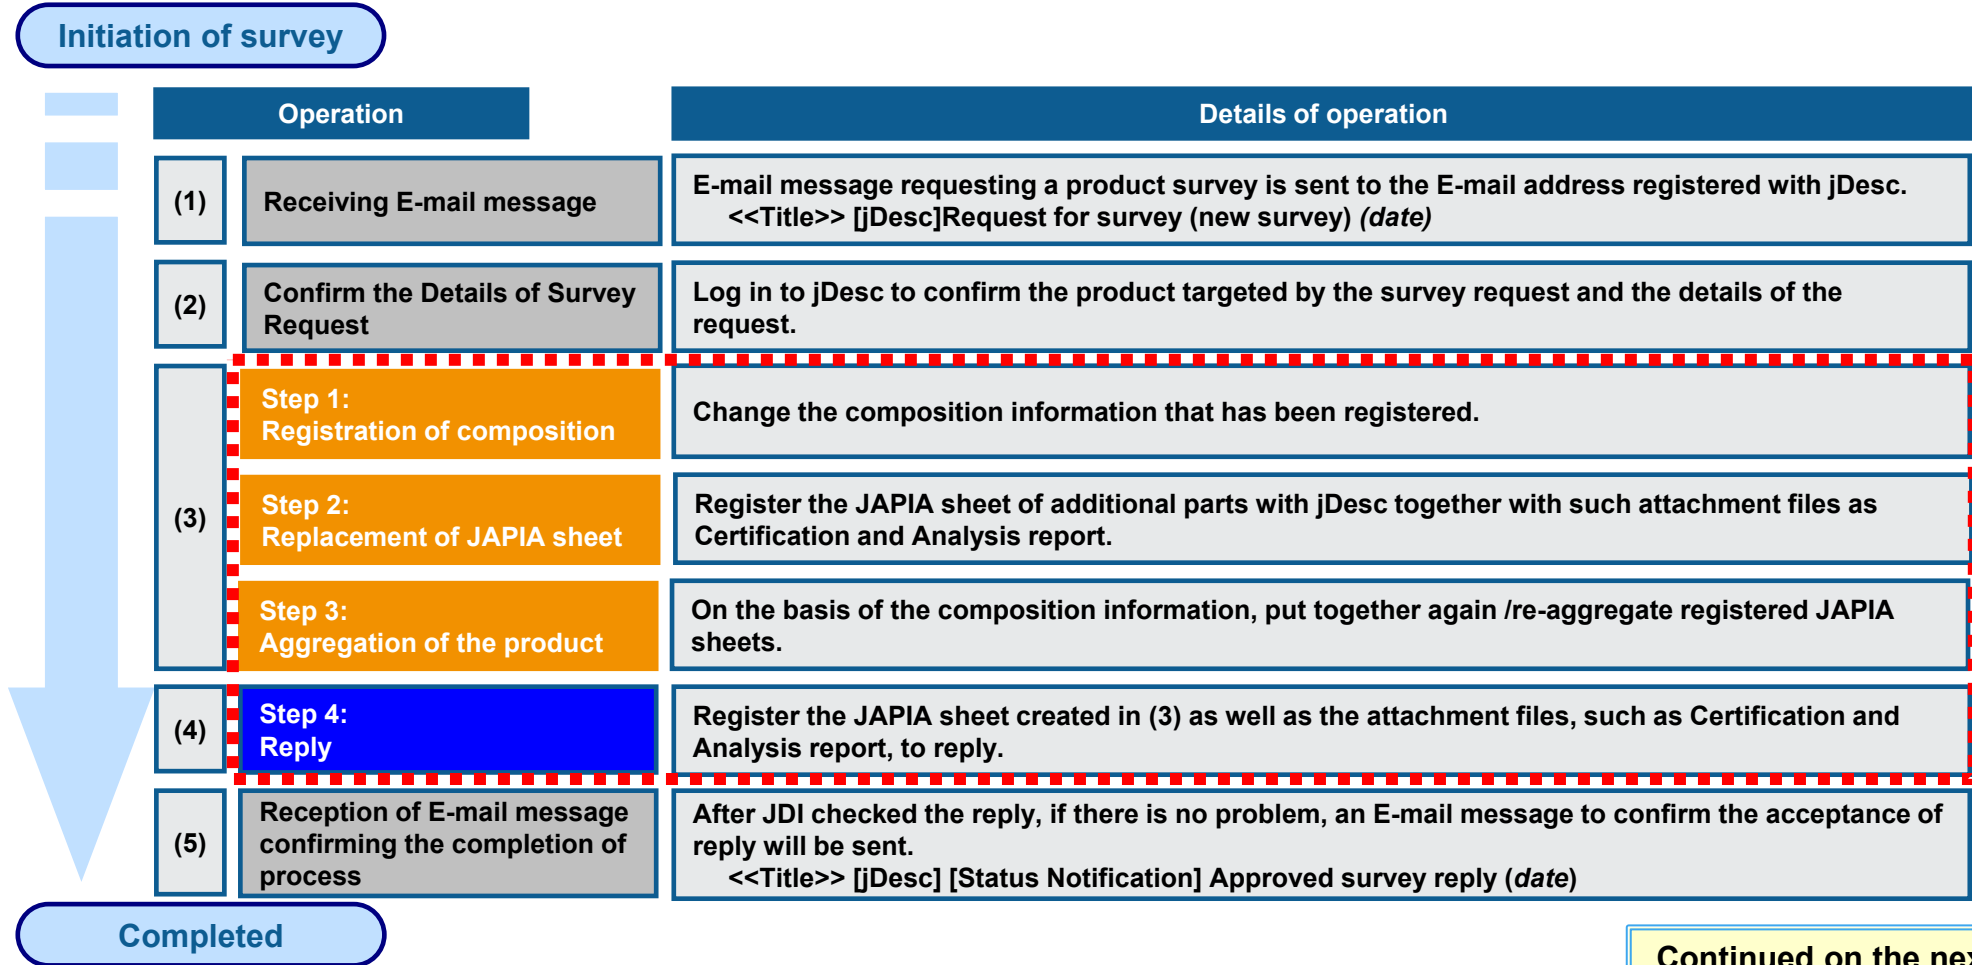 Initiation of survey
Operation
Details of operation
(1)
Receiving E-mail message
E-mail message requesting a product survey is sent to the E-mail address registered with jDesc.
<<Title>> [jDesc]Request for survey (new survey) (date)
(2)
Confirm the Details of Survey
Request
Log in to jDesc to confirm the product targeted by the survey request and the details of the
request.
(3)
Step 1:
Registration of composition
Change the composition information that has been registered.
Step 2:
Replacement of JAPIA sheet
Register the JAPIA sheet of additional parts with jDesc together with such attachment files as
Certification and Analysis report.
Step 3:
Aggregation of the product
On the basis of the composition information, put together again /re-aggregate registered JAPIA
sheets.
(4)
Step 4:
Reply
Register the JAPIA sheet created in (3) as well as the attachment files, such as Certification and
Analysis report, to reply.
(5)
Reception of E-mail message
confirming the completion of
process
After JDI checked the reply, if there is no problem, an E-mail message to confirm the acceptance of
reply will be sent.
<<Title>> [jDesc] [Status Notification] Approved survey reply (date)
Completed
Continued on the